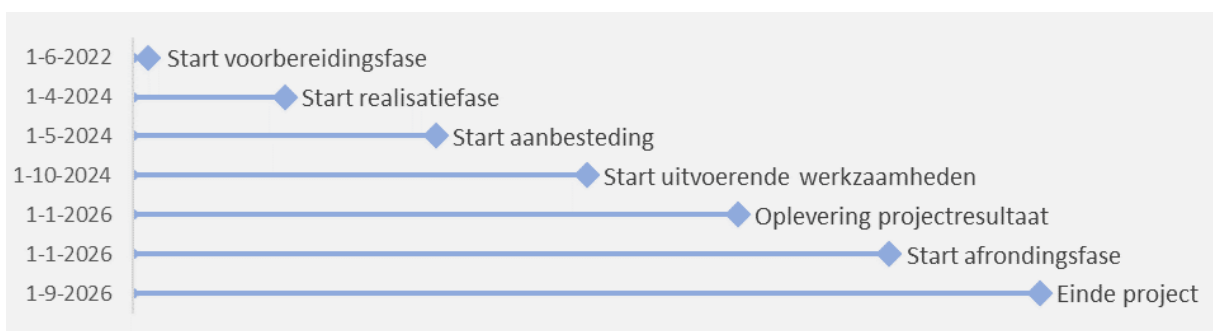 1-6-2022 Start voorbereidingsfase
1-4-2024 Start realisatiefase
1-5-2024 Start aanbesteding
1-10-2024 Start uitvoerende werkzaamheden
1-1-2026 Oplevering projectresultaat
1-1-2026 Start afrondingsfase
1-9-2026 Einde project